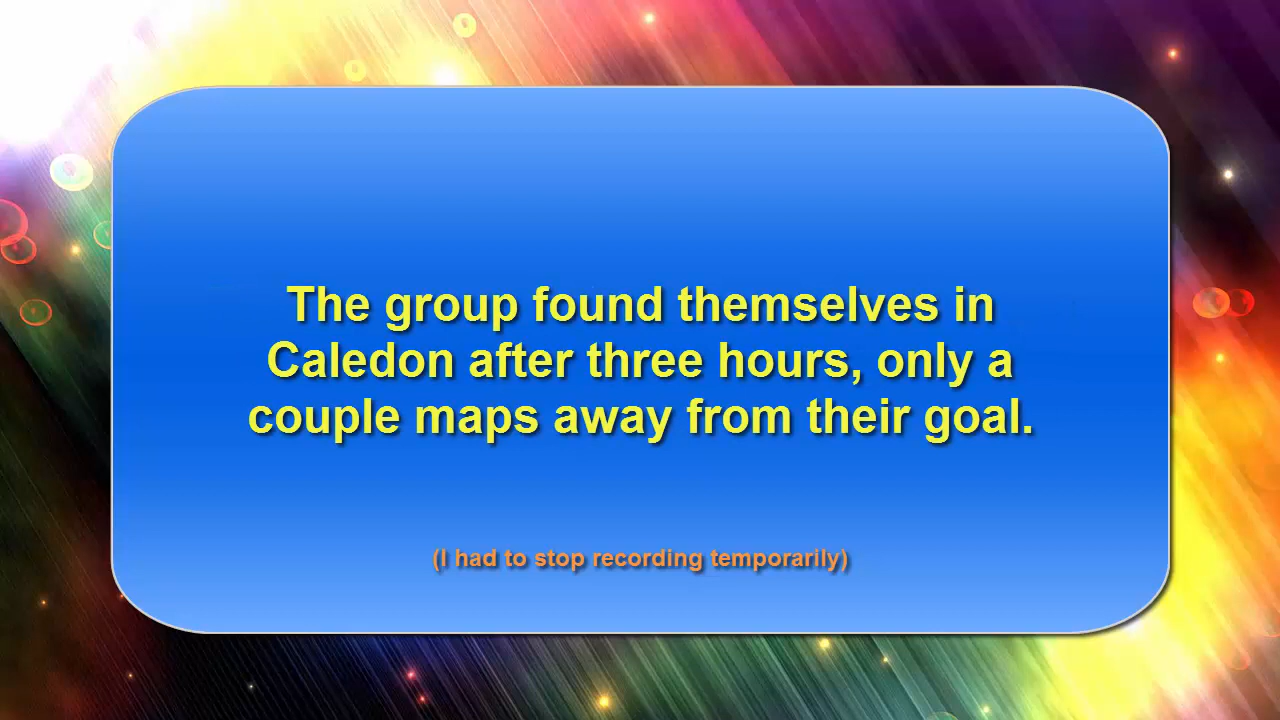 The group found themselves in
Caledon after three hours, only a
couple maps away from their goal.
(I had to stop recording temporarily)